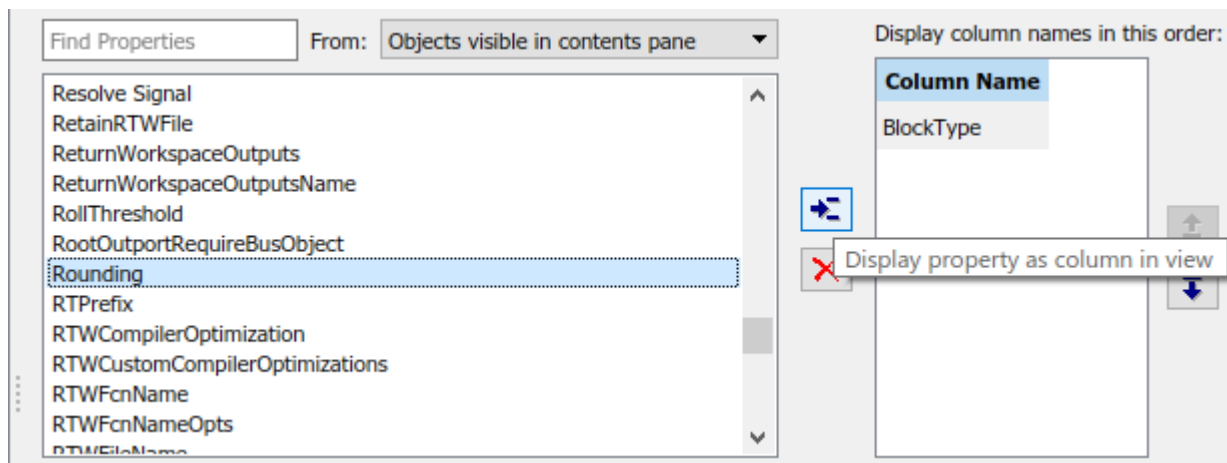 Find Properties From: Objects visible in contents pane
Display column names in this order:
Resolve Signal
RetainRTWFile
ReturnWorkspaceOutputs
ReturnWorkspaceOutputsName
RollThreshold
RootOutportRequireBusObject
Rounding
RTPrefix
RTWCompilerOptimization
RTWCustomCompilerOptimizations
RTWFcnName
RTWFcnNameOpts
RTWFileName
Column Name
BlockType
Display property as column in view